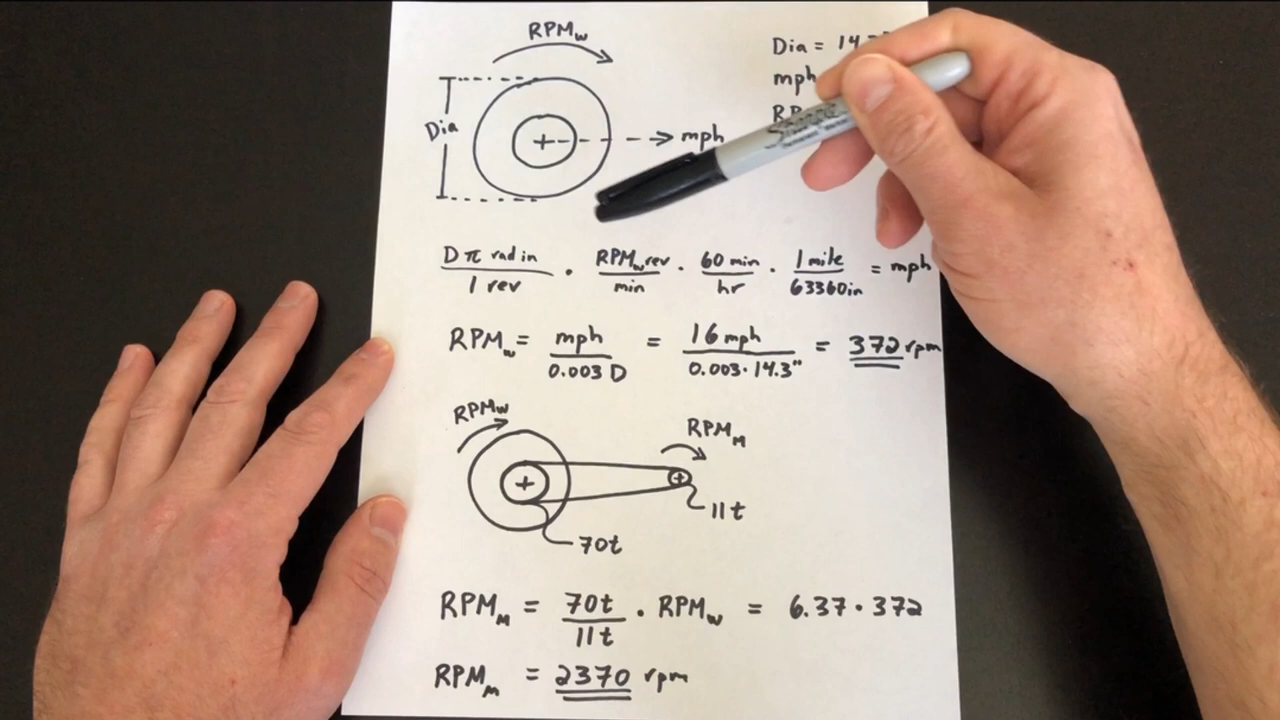 RPMw
Dia = 14
mph
Dia
mph
Dπ rad in / 1 rev · RPMw rev / min · 60 min / hr · 1 mile / 63360in = mph
RPMw = mph / 0.003 D = 16 mph / 0.003·14.3" = 372 rpm
RPMw
RPMM
11t
70t
RPMM = 70t / 11t · RPMw = 6.37·372
RPMM = 2370 rpm